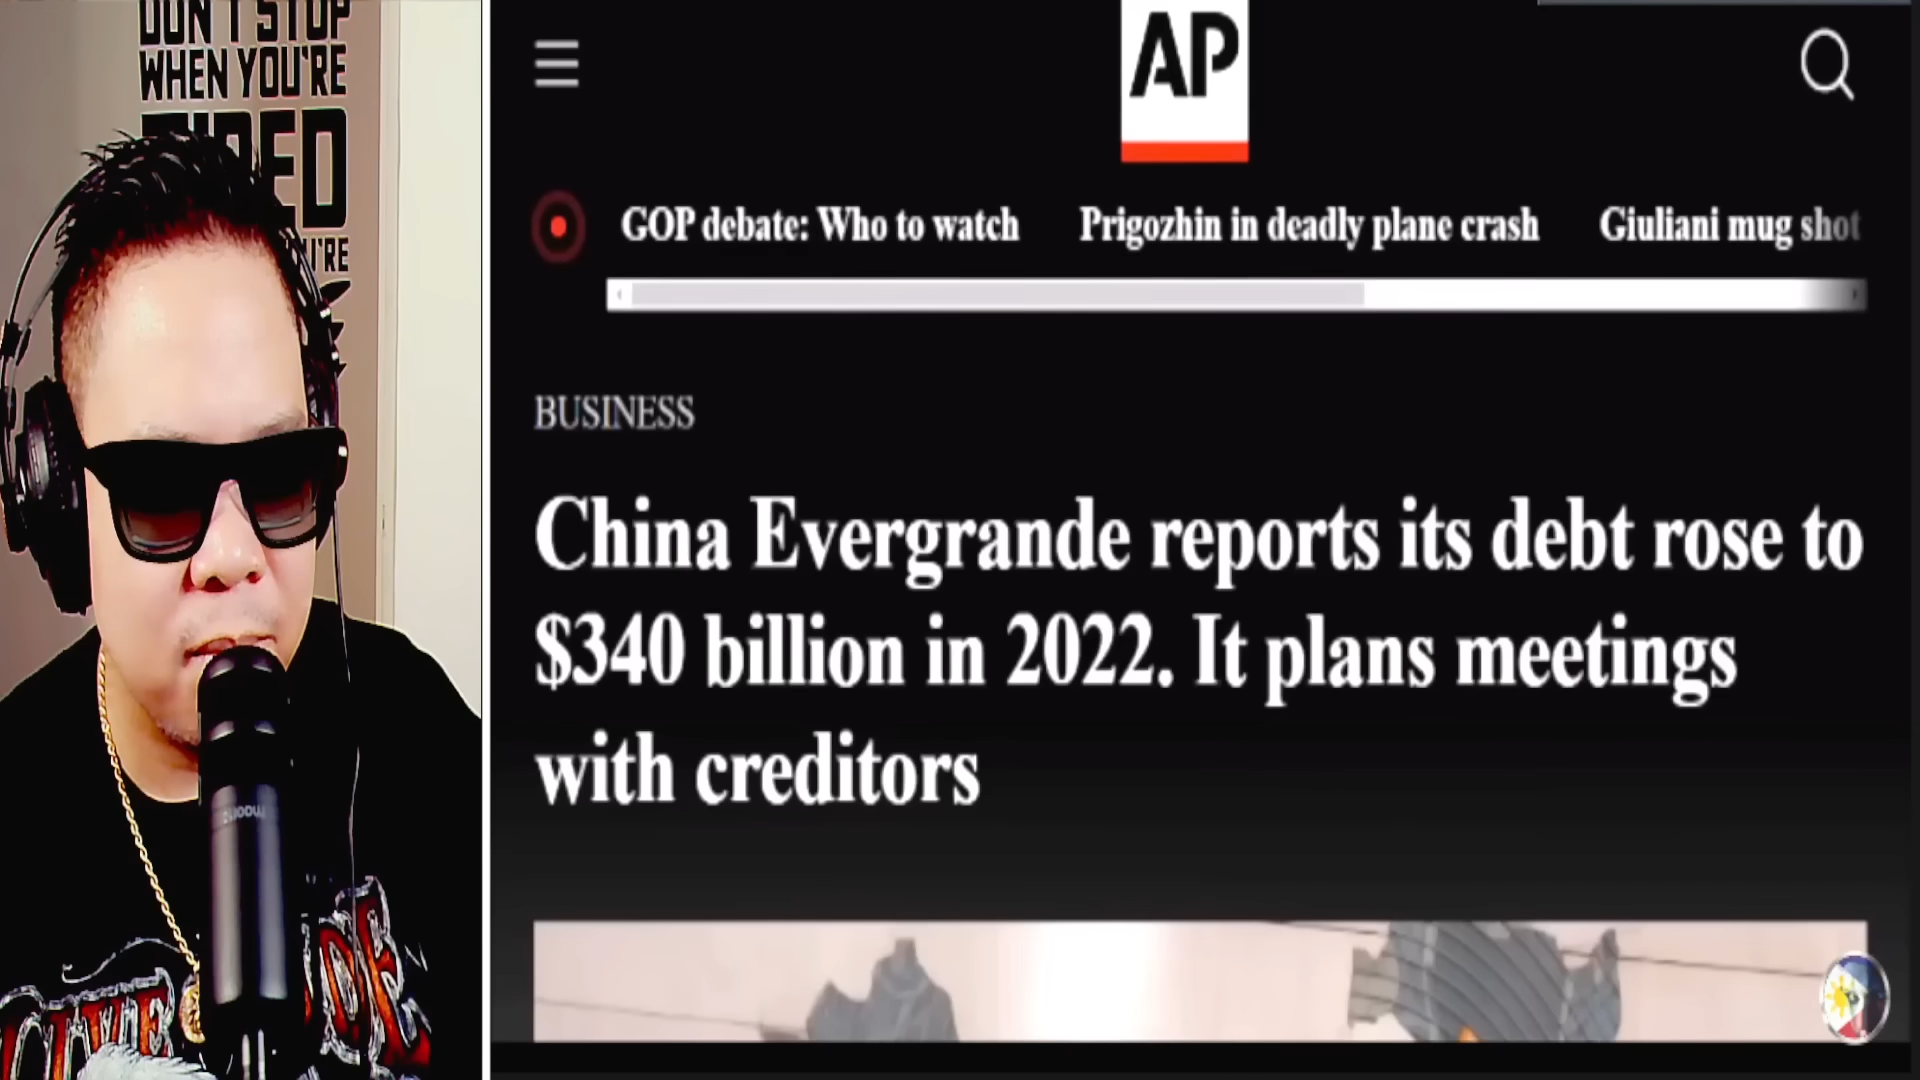 DON'T STOP
WHEN YOU'RE
AP
GOP debate: Who to watch
Prigozhin in deadly plane crash
Giuliani mug shot
BUSINESS
China Evergrande reports its debt rose to
$340 billion in 2022. It plans meetings
with creditors